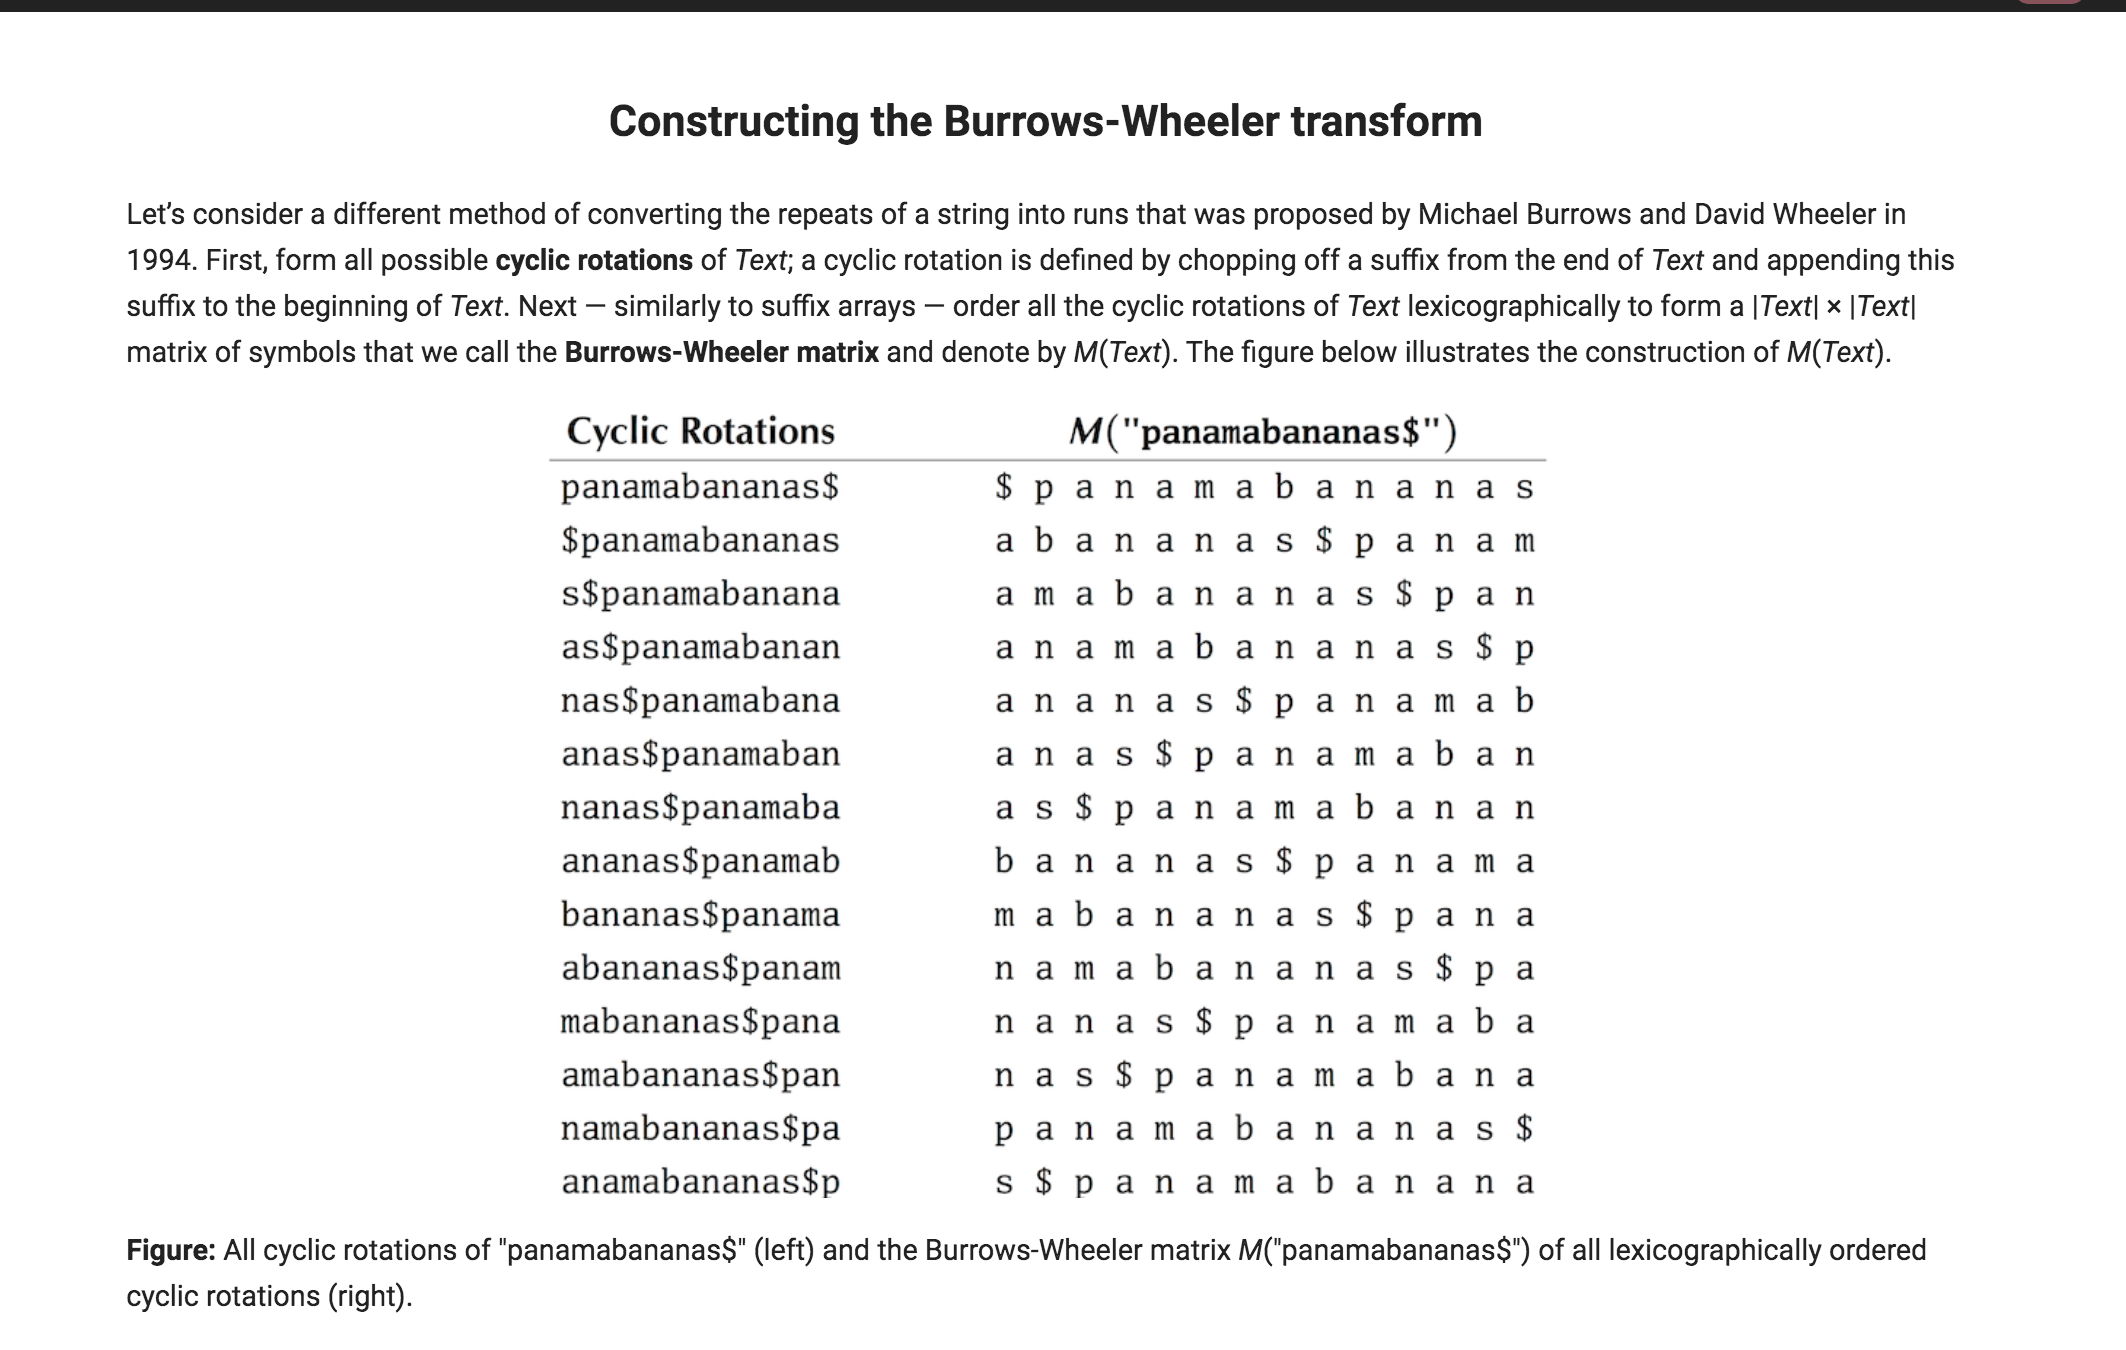 Constructing the Burrows-Wheeler transform
Let's consider a different method of converting the repeats of a string into runs that was proposed by Michael Burrows and David Wheeler in
1994. First, form all possible cyclic rotations of Text; a cyclic rotation is defined by chopping off a suffix from the end of Text and appending this
suffix to the beginning of Text. Next — similarly to suffix arrays — order all the cyclic rotations of Text lexicographically to form a |Text| × |Text|
matrix of symbols that we call the Burrows-Wheeler matrix and denote by M(Text). The figure below illustrates the construction of M(Text).
Cyclic Rotations M("panamabananas$")
panamabananas$ $ p a n a m a b a n a n a s
$panamabananas a b a n a n a s $ p a n a m
s$panamabanana a m a b a n a n a s $ p a n
as$panamabanan a n a m a b a n a n a s $ p
nas$panamabana a n a n a s $ p a n a m a b
anas$panamaban a n a s $ p a n a m a b a n
nanas$panamaba a s $ p a n a m a b a n a n
ananas$panamab b a n a n a s $ p a n a m a
bananas$panama m a b a n a n a s $ p a n a
abananas$panam n a m a b a n a n a s $ p a
mabananas$pana n a n a s $ p a n a m a b a
amabananas$pan n a s $ p a n a m a b a n a
namabananas$pa p a n a m a b a n a n a s $
anamabananas$p s $ p a n a m a b a n a n a
Figure: All cyclic rotations of "panamabananas$" (left) and the Burrows-Wheeler matrix M("panamabananas$") of all lexicographically ordered
cyclic rotations (right).